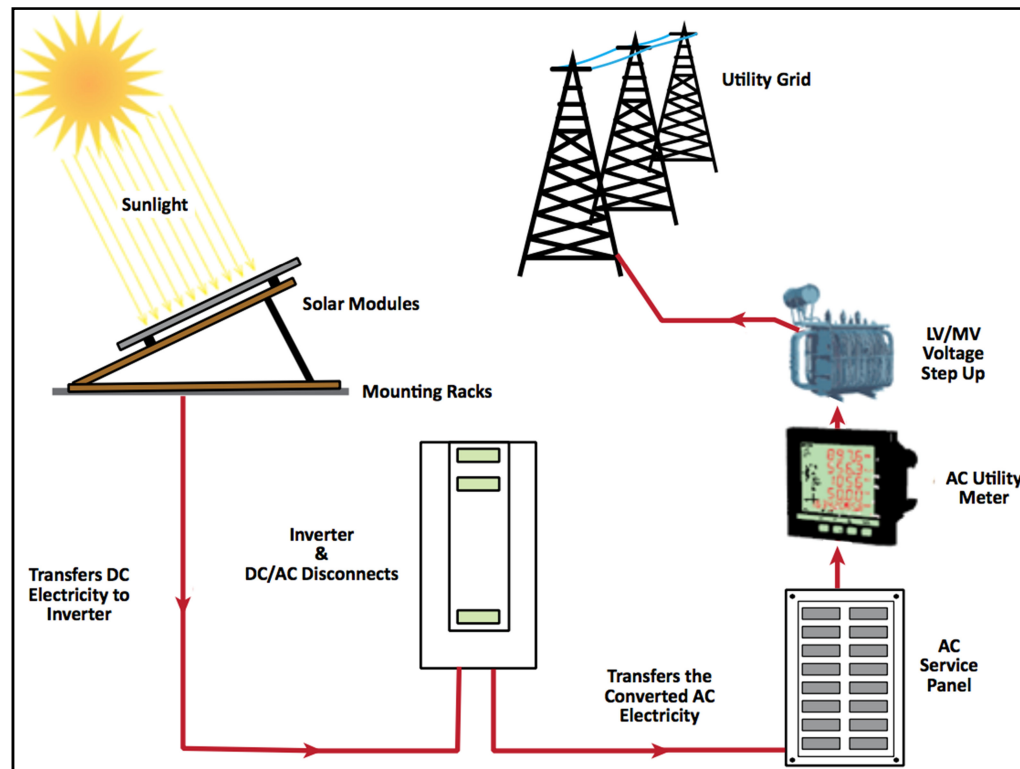 Utility Grid
Sunlight
Solar Modules
LV/MV
Voltage
Step Up
Mounting Racks
AC Utility
Meter
Inverter
&
DC/AC Disconnects
Transfers DC
Electricity to
Inverter
AC
Service
Panel
Transfers the
Converted AC
Electricity